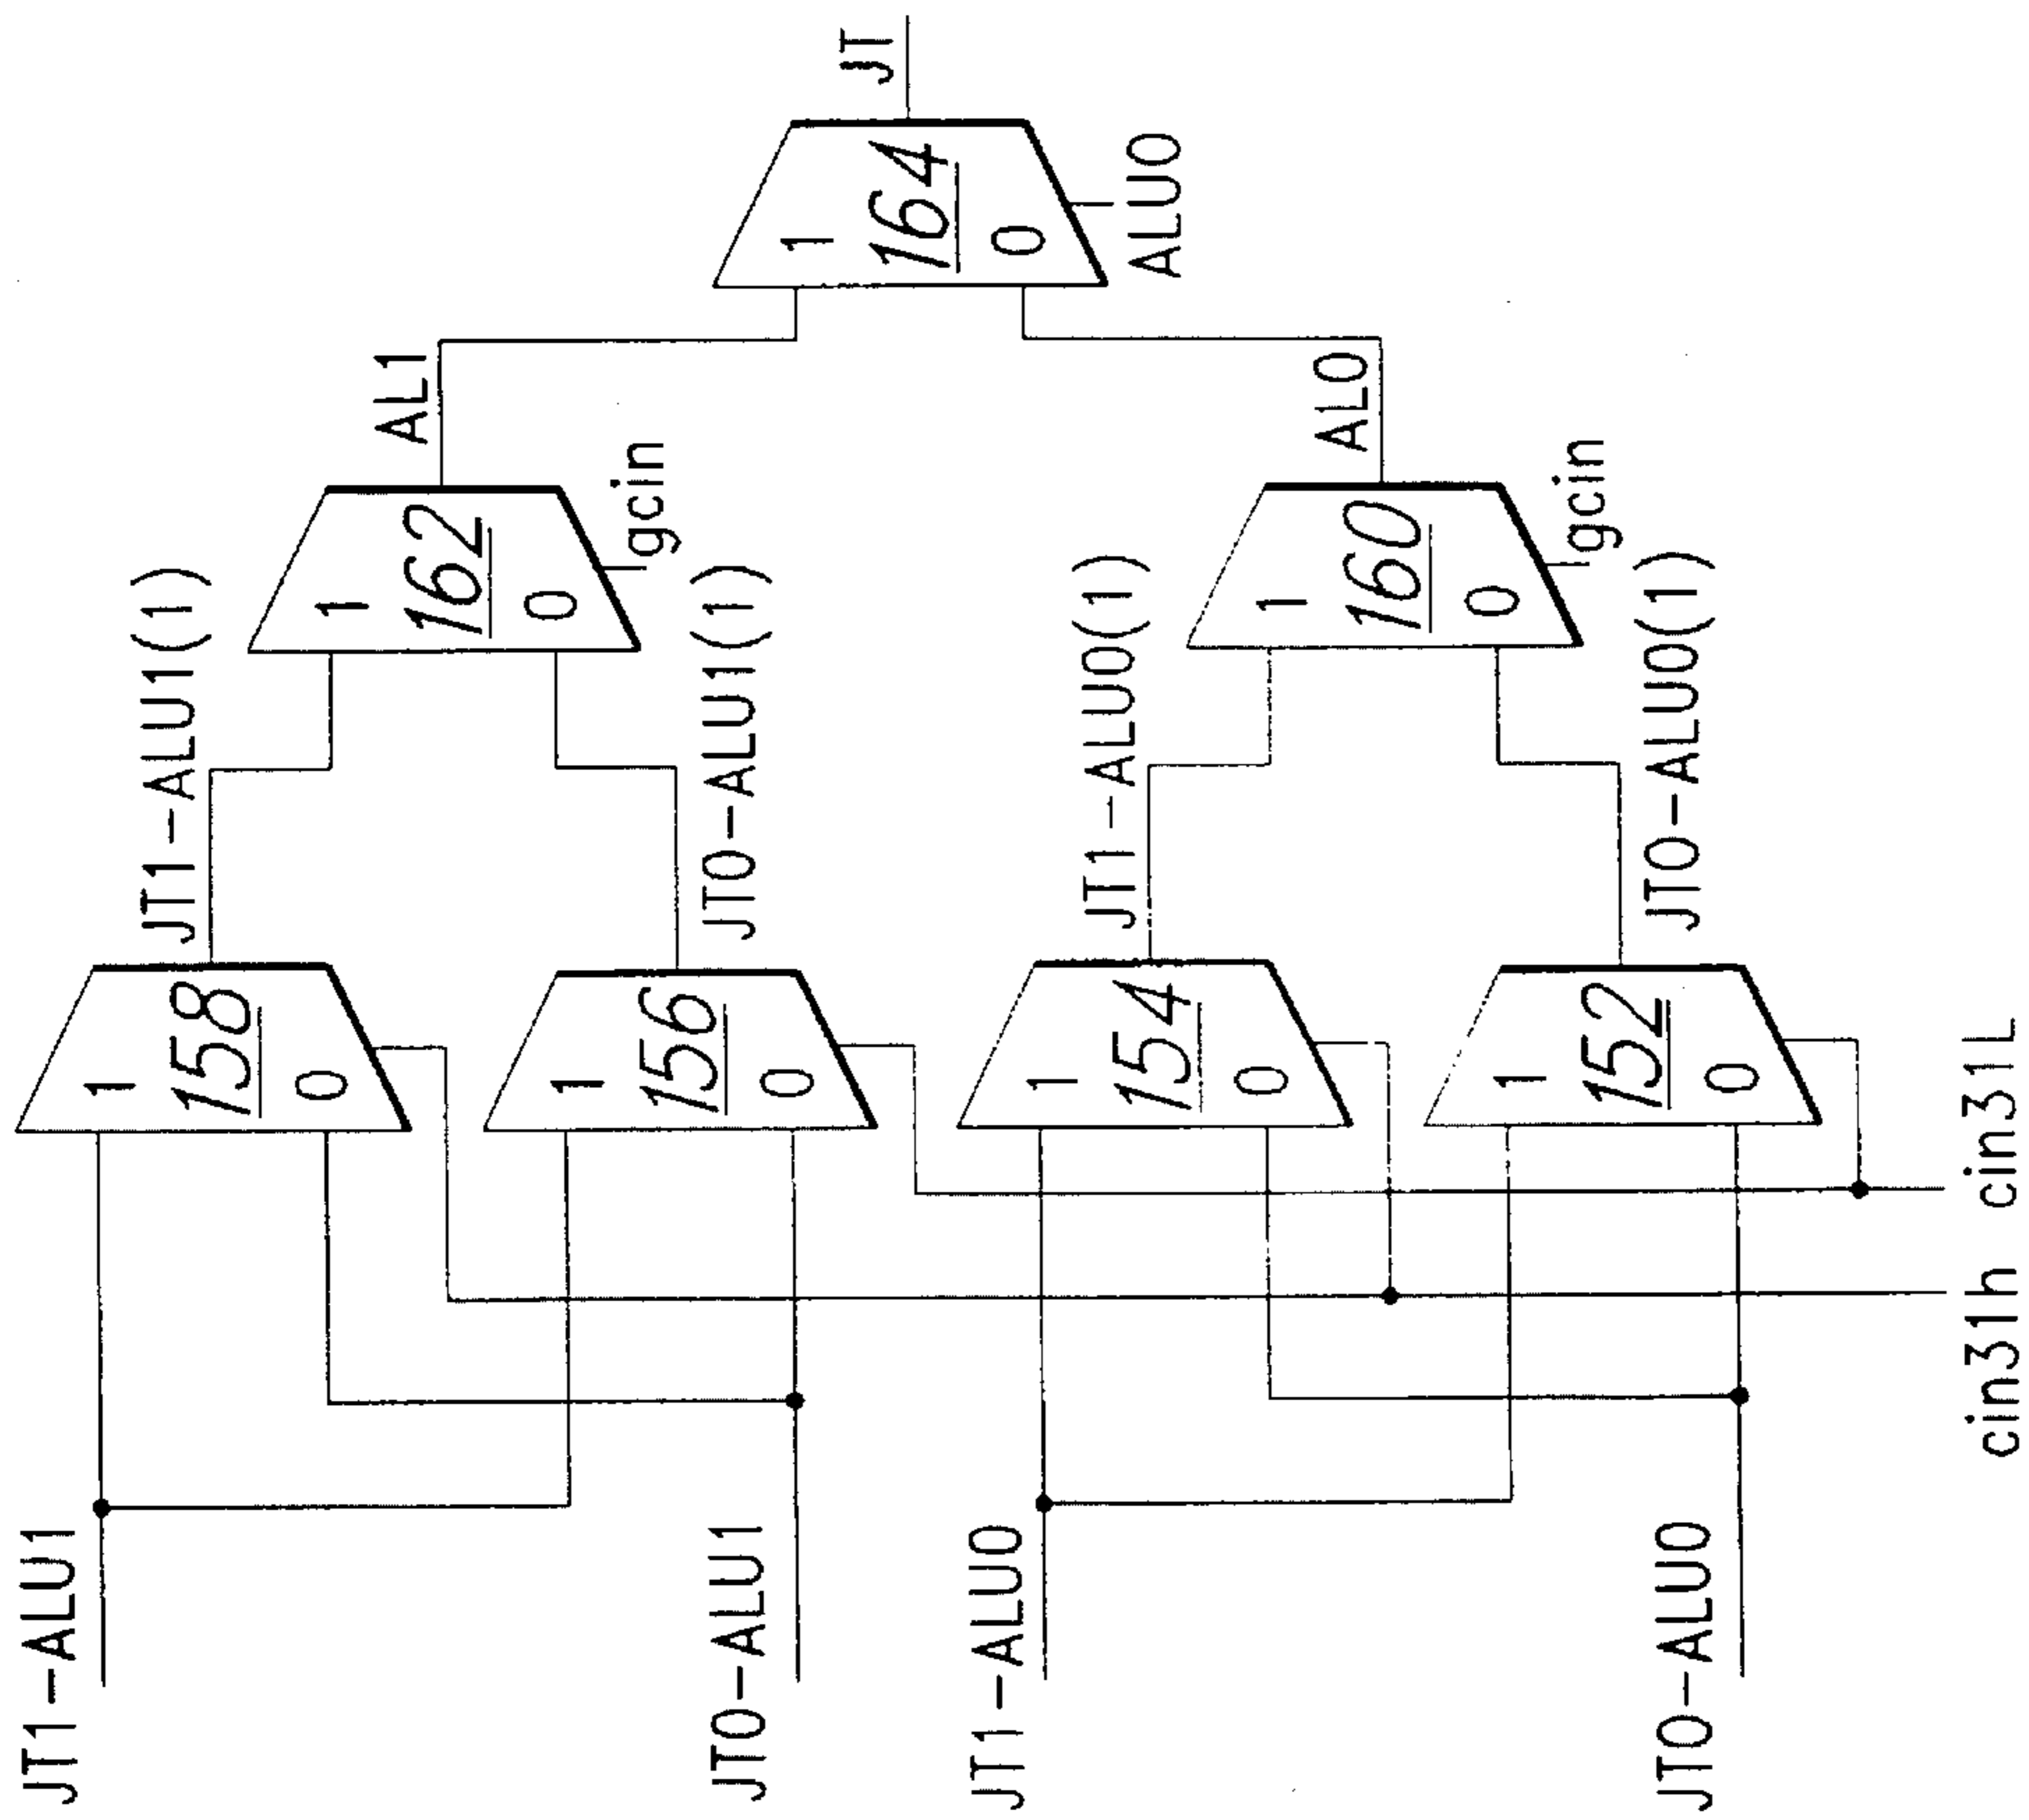 JT1-ALU1
JT0-ALU1
JT1-ALU0
JT0-ALU0
cin31h cin31L
1
158
0
1
156
0
1
154
0
1
152
0
JT1-ALU1(1)
JT0-ALU1(1)
JT1-ALU0(1)
JT0-ALU0(1)
1
162
0
gcin
1
160
0
gcin
AL1
AL0
1
164
0
ALU0
JT